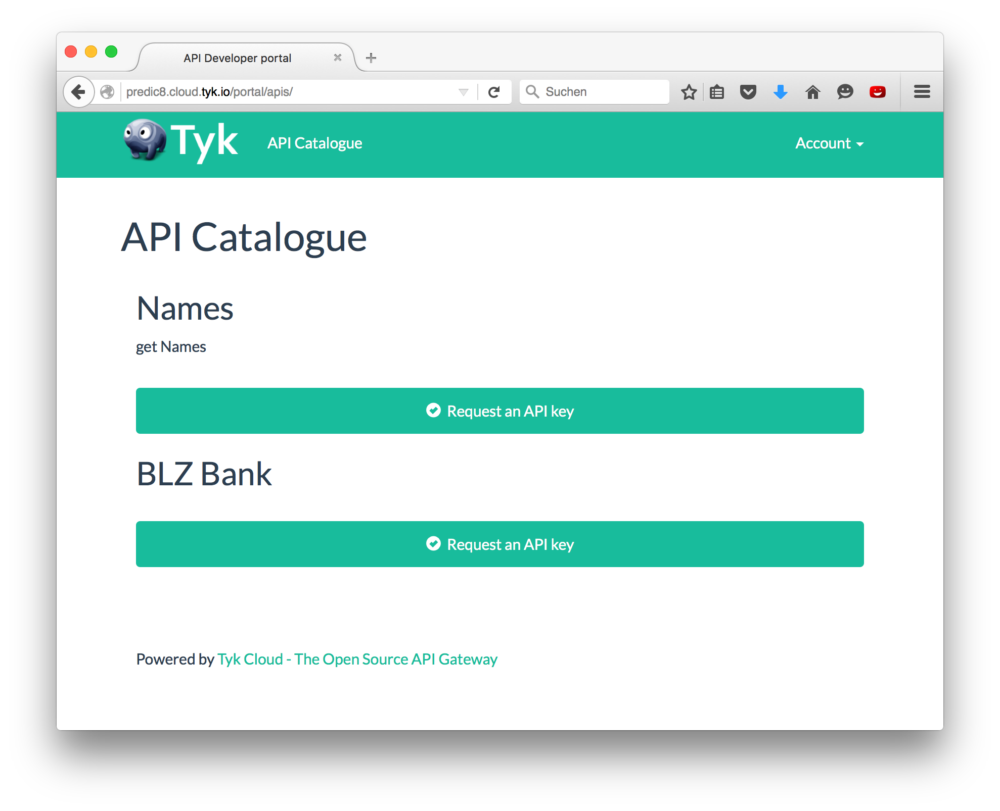 API Developer portal
predic8.cloud.tyk.io/portal/apis/
Suchen
Tyk
API Catalogue
Account
API Catalogue
Names
get Names
Request an API key
BLZ Bank
Request an API key
Powered by Tyk Cloud - The Open Source API Gateway